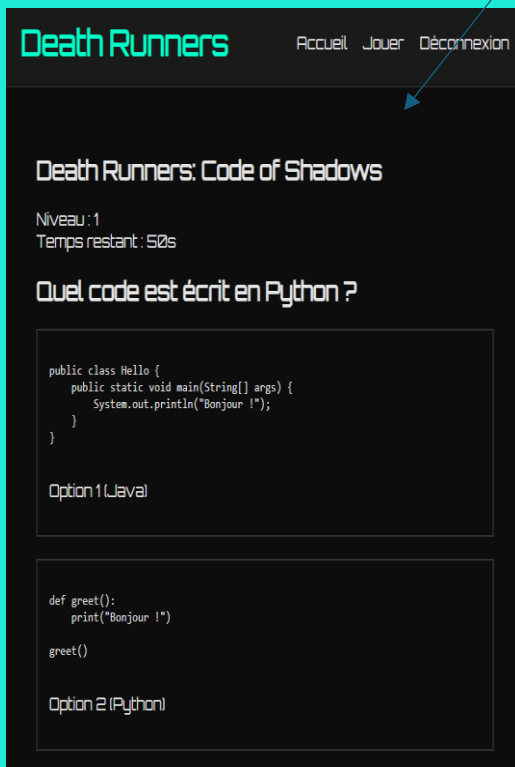 Death Runners
Accueil Jouer Déconnexion
Death Runners: Code of Shadows
Niveau : 1
Temps restant : 50s
Quel code est écrit en Python ?
public class Hello {
    public static void main(String[] args) {
        System.out.println("Bonjour !");
    }
}
Option 1 (Java)
def greet():
    print("Bonjour !")
greet()
Option 2 (Python)